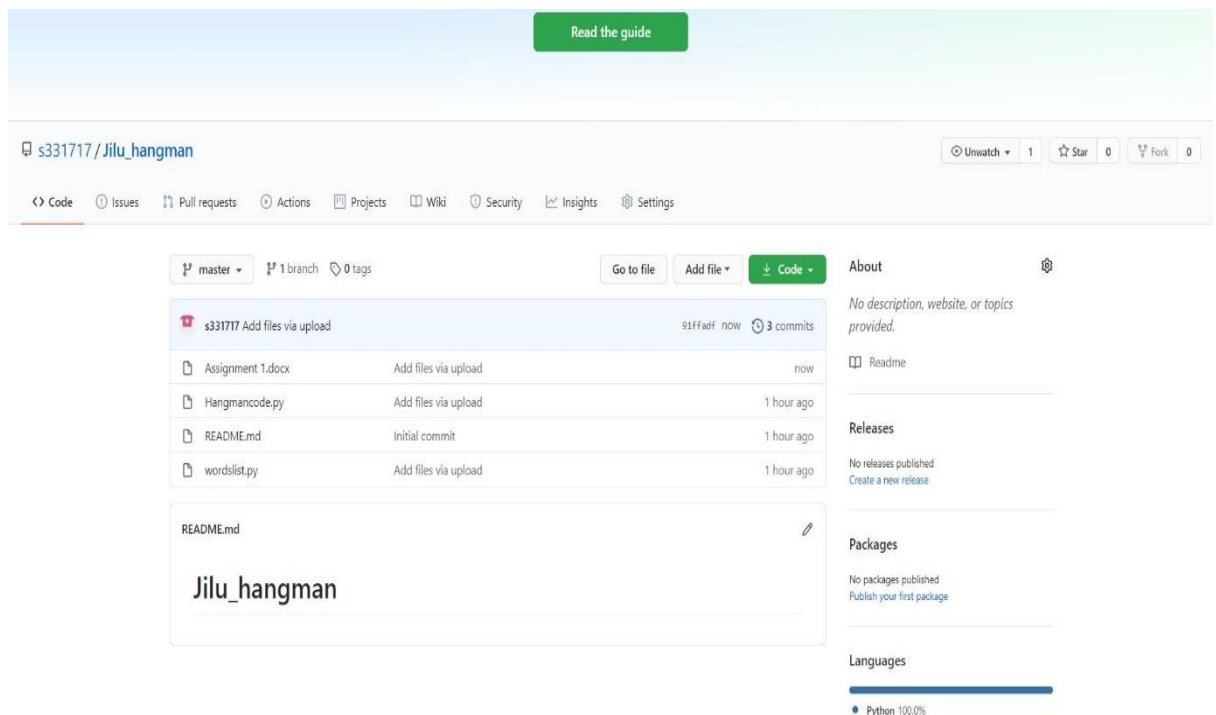 Read the guide
s331717 / Jilu_hangman
Unwatch 1 Star 0 Fork 0
<> Code Issues Pull requests Actions Projects Wiki Security Insights Settings
master 1 branch 0 tags Go to file Add file Code
s331717 Add files via upload 91ffadf now 3 commits
Assignment 1.docx Add files via upload now
Hangmancode.py Add files via upload 1 hour ago
README.md Initial commit 1 hour ago
wordslist.py Add files via upload 1 hour ago
README.md
Jilu_hangman
About
No description, website, or topics
provided.
Readme
Releases
No releases published
Create a new release
Packages
No packages published
Publish your first package
Languages
Python 100.0%